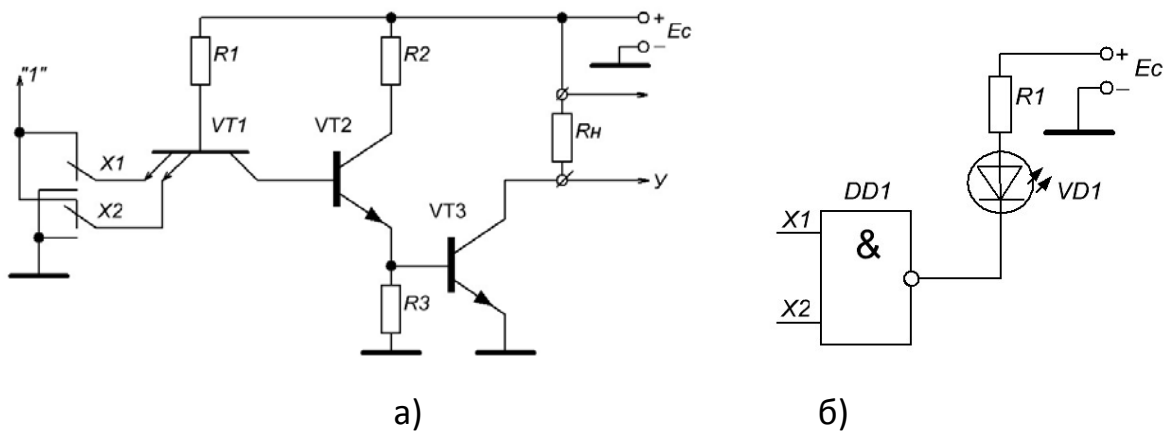 "1"
X1
X2
R1
VT1
R2
VT2
VT3
R3
Rн
У
+
Ec
−
а)
DD1
X1
X2
&
R1
VD1
+
Ec
−
б)